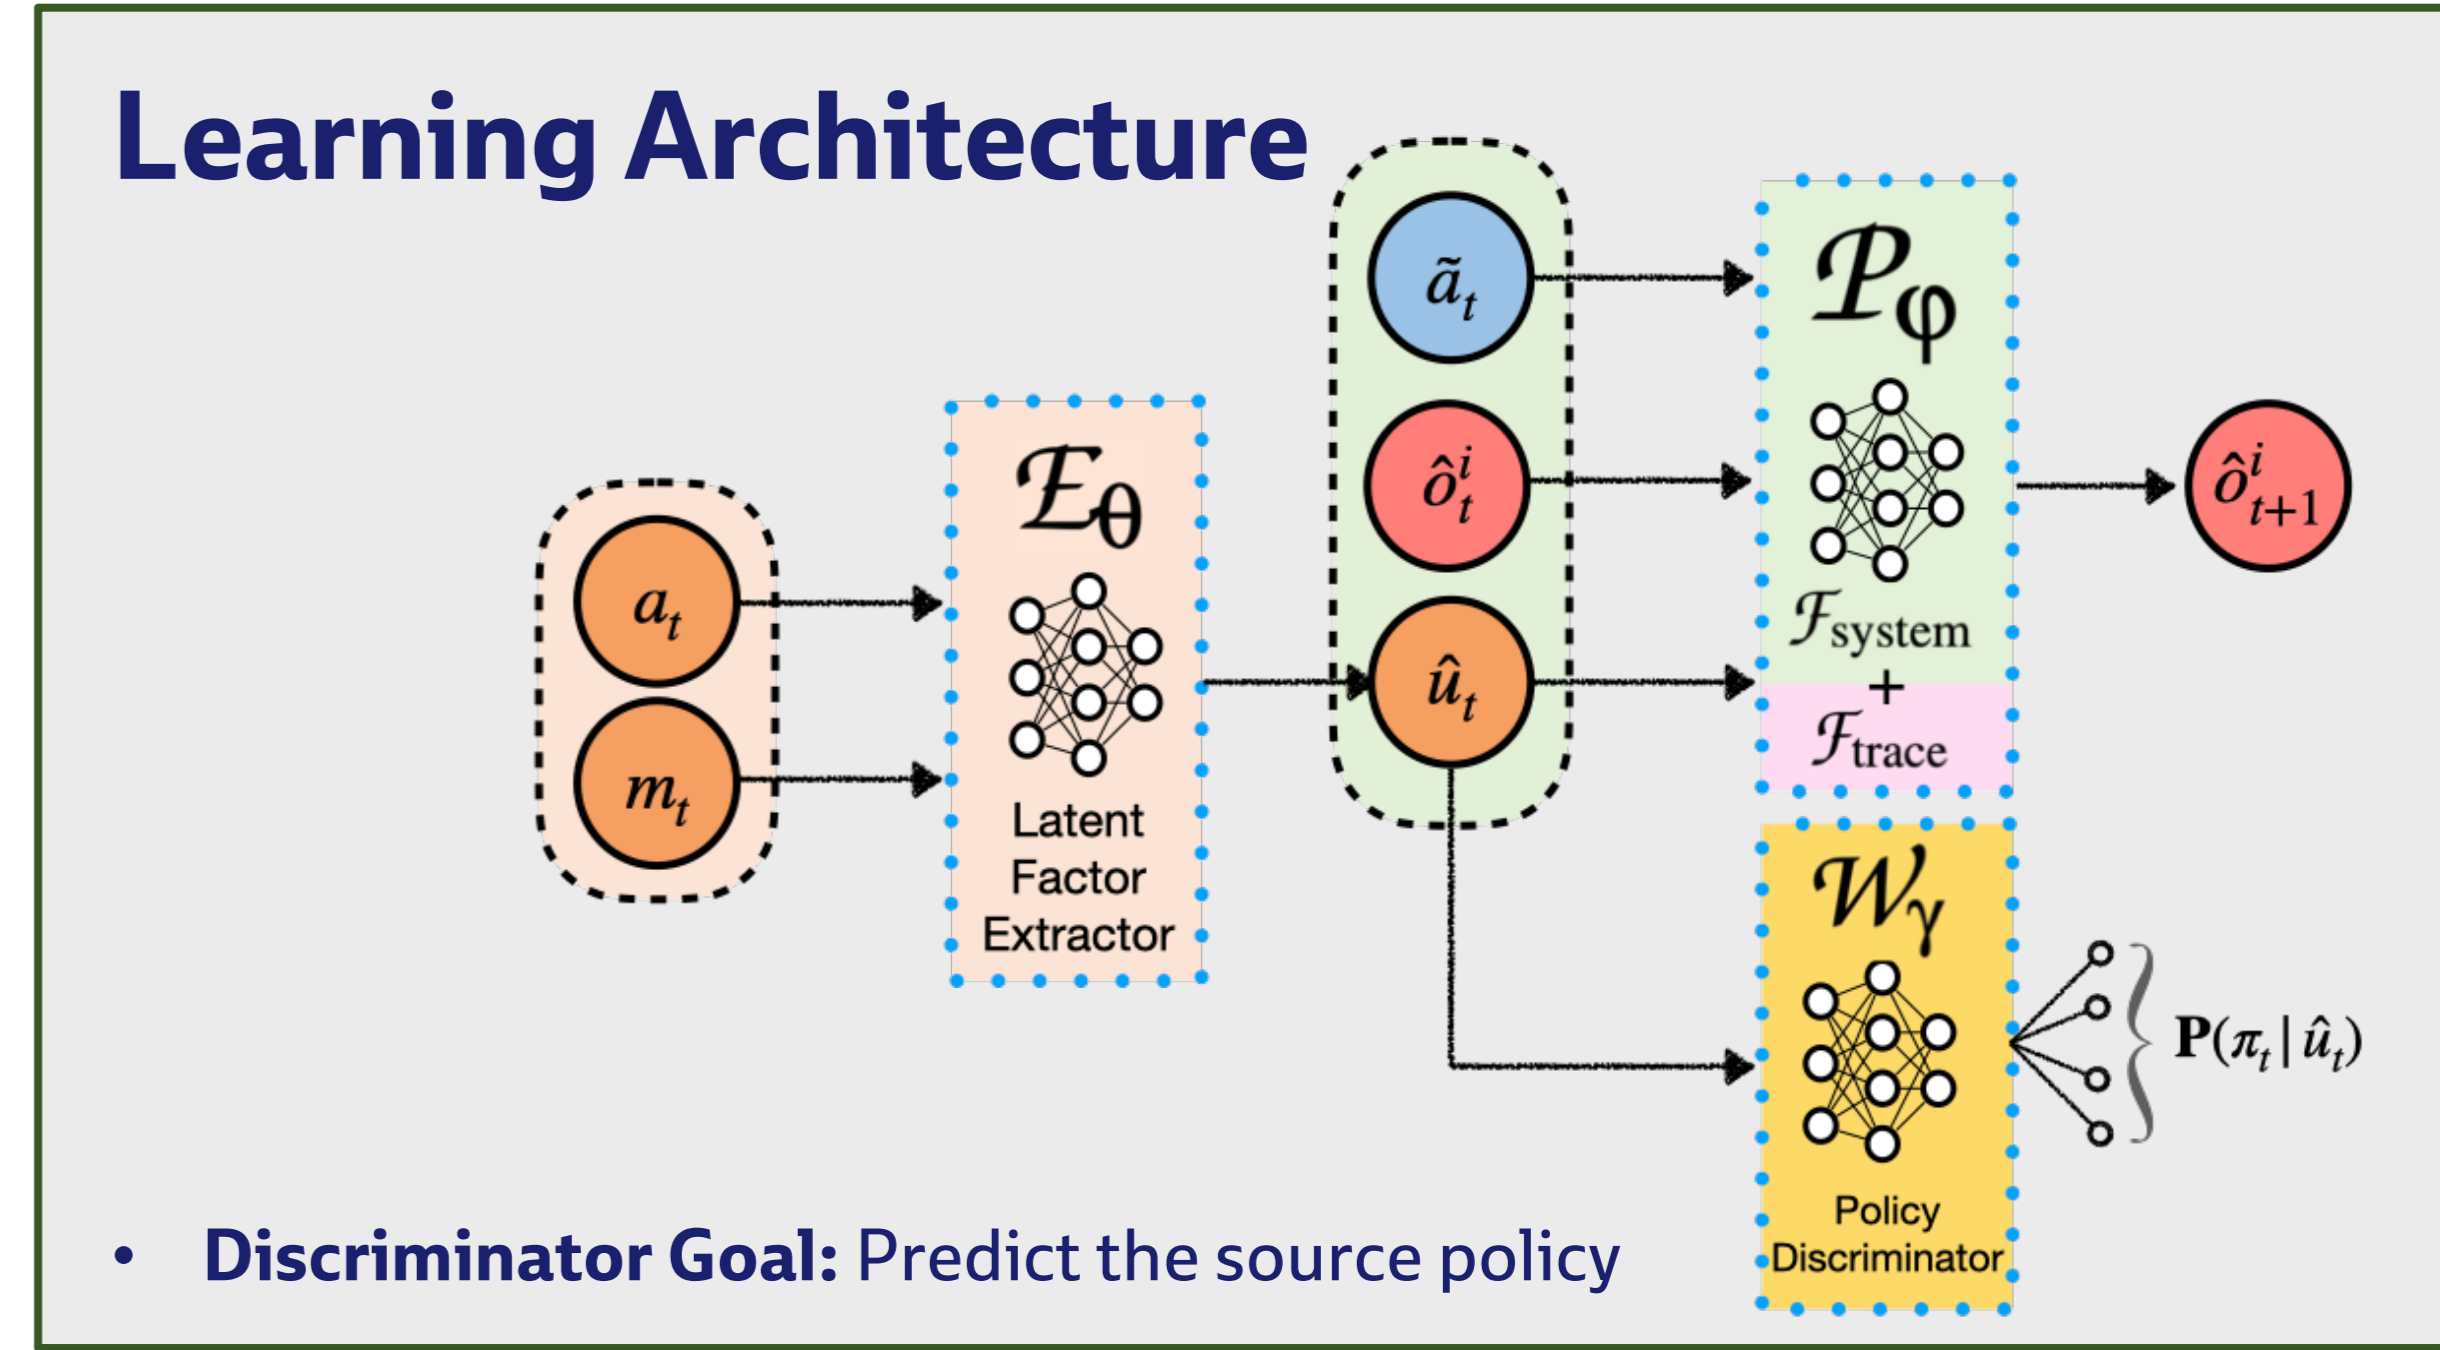 Learning Architecture
ã_t
𝒫_φ
ô^i_t
ℰ_θ
ô^i_{t+1}
a_t
ℱ_system
û_t
+
ℱ_trace
m_t
Latent
Factor
Extractor
𝒲_γ
P(π_t | û_t)
Policy
Discriminator
• Discriminator Goal: Predict the source policy